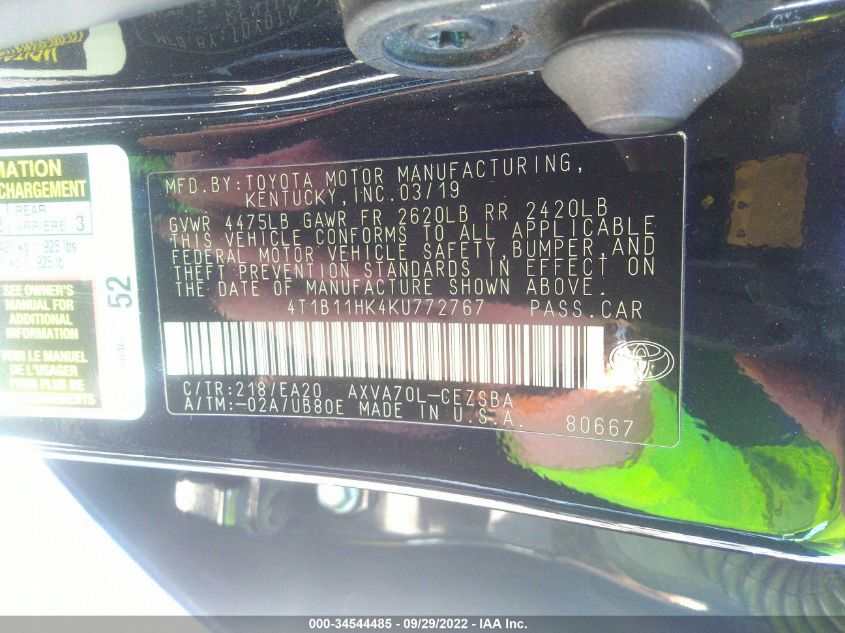 MATION
CHARGEMENT
REAR
ARRIÈRE 3
SEE OWNER'S
MANUAL FOR
ADDITIONAL
INFORMATION
VOIR LE MANUEL
DE L'USAGER
POUR PLUS DE
52
MFD.BY:TOYOTA MOTOR MANUFACTURING,
KENTUCKY,INC.03/19
GVWR 4475LB GAWR FR 2620LB RR 2420LB
THIS VEHICLE CONFORMS TO ALL APPLICABLE
FEDERAL MOTOR VEHICLE SAFETY,BUMPER,AND
THEFT PREVENTION STANDARDS IN EFFECT ON
THE DATE OF MANUFACTURE SHOWN ABOVE.
4T1B11HK4KU772767 PASS.CAR
C/TR:218/EA20 AXVA70L-CEZSBA
A/TM:-02A/UB80E MADE IN U.S.A. 80667
000-34544485 - 09/29/2022 - IAA Inc.